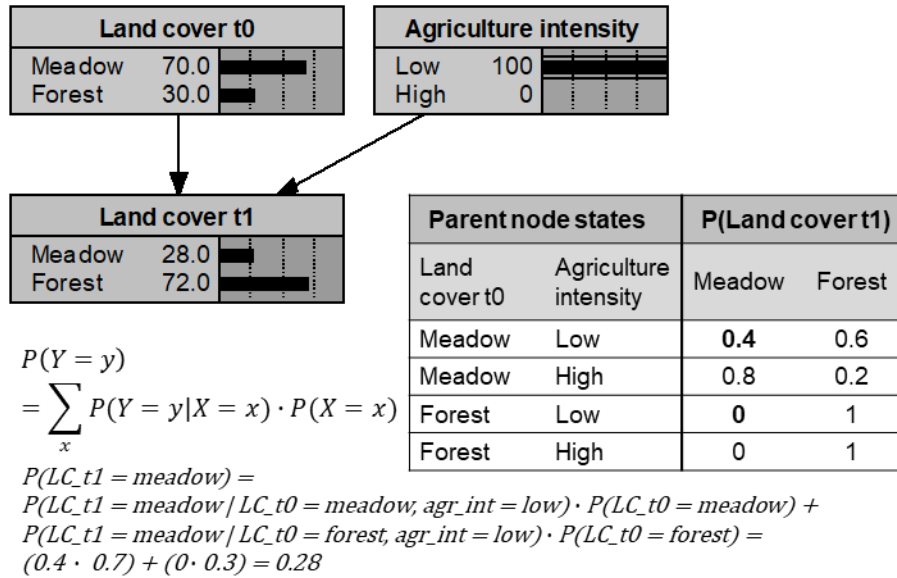 Land cover t0
Meadow 70.0
Forest 30.0
Agriculture intensity
Low 100
High 0
Land cover t1
Meadow 28.0
Forest 72.0
Parent node states P(Land cover t1)
Land cover t0 Agriculture intensity Meadow Forest
Meadow Low 0.4 0.6
Meadow High 0.8 0.2
Forest Low 0 1
Forest High 0 1
P(Y = y)
= ∑ P(Y = y|X = x) · P(X = x)
x
P(LC_t1 = meadow) =
P(LC_t1 = meadow | LC_t0 = meadow, agr_int = low) · P(LC_t0 = meadow) +
P(LC_t1 = meadow | LC_t0 = forest, agr_int = low) · P(LC_t0 = forest) =
(0.4 · 0.7) + (0 · 0.3) = 0.28